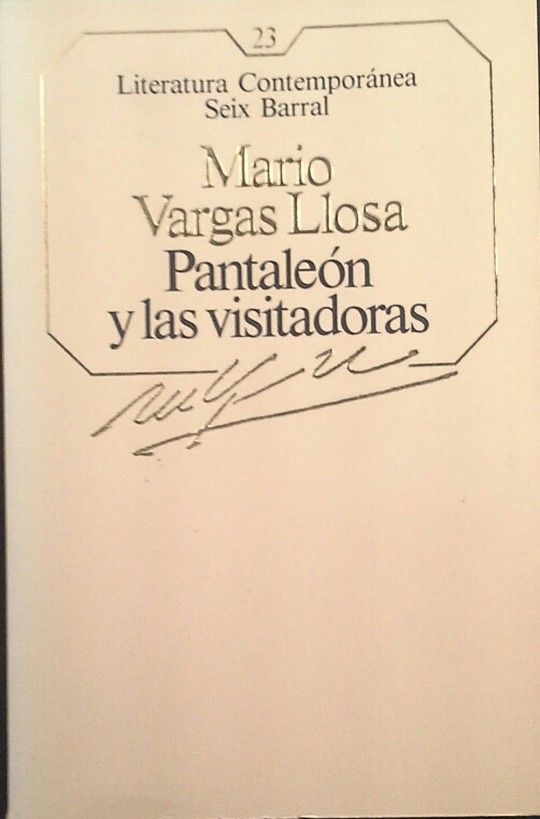 23
Literatura Contemporánea
Seix Barral
Mario
Vargas Llosa
Pantaleón
y las visitadoras